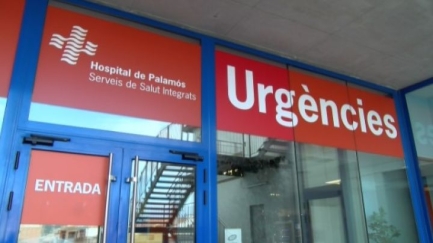 Hospital de Palamós
Serveis de Salut Integrats
Urgències
ENTRADA